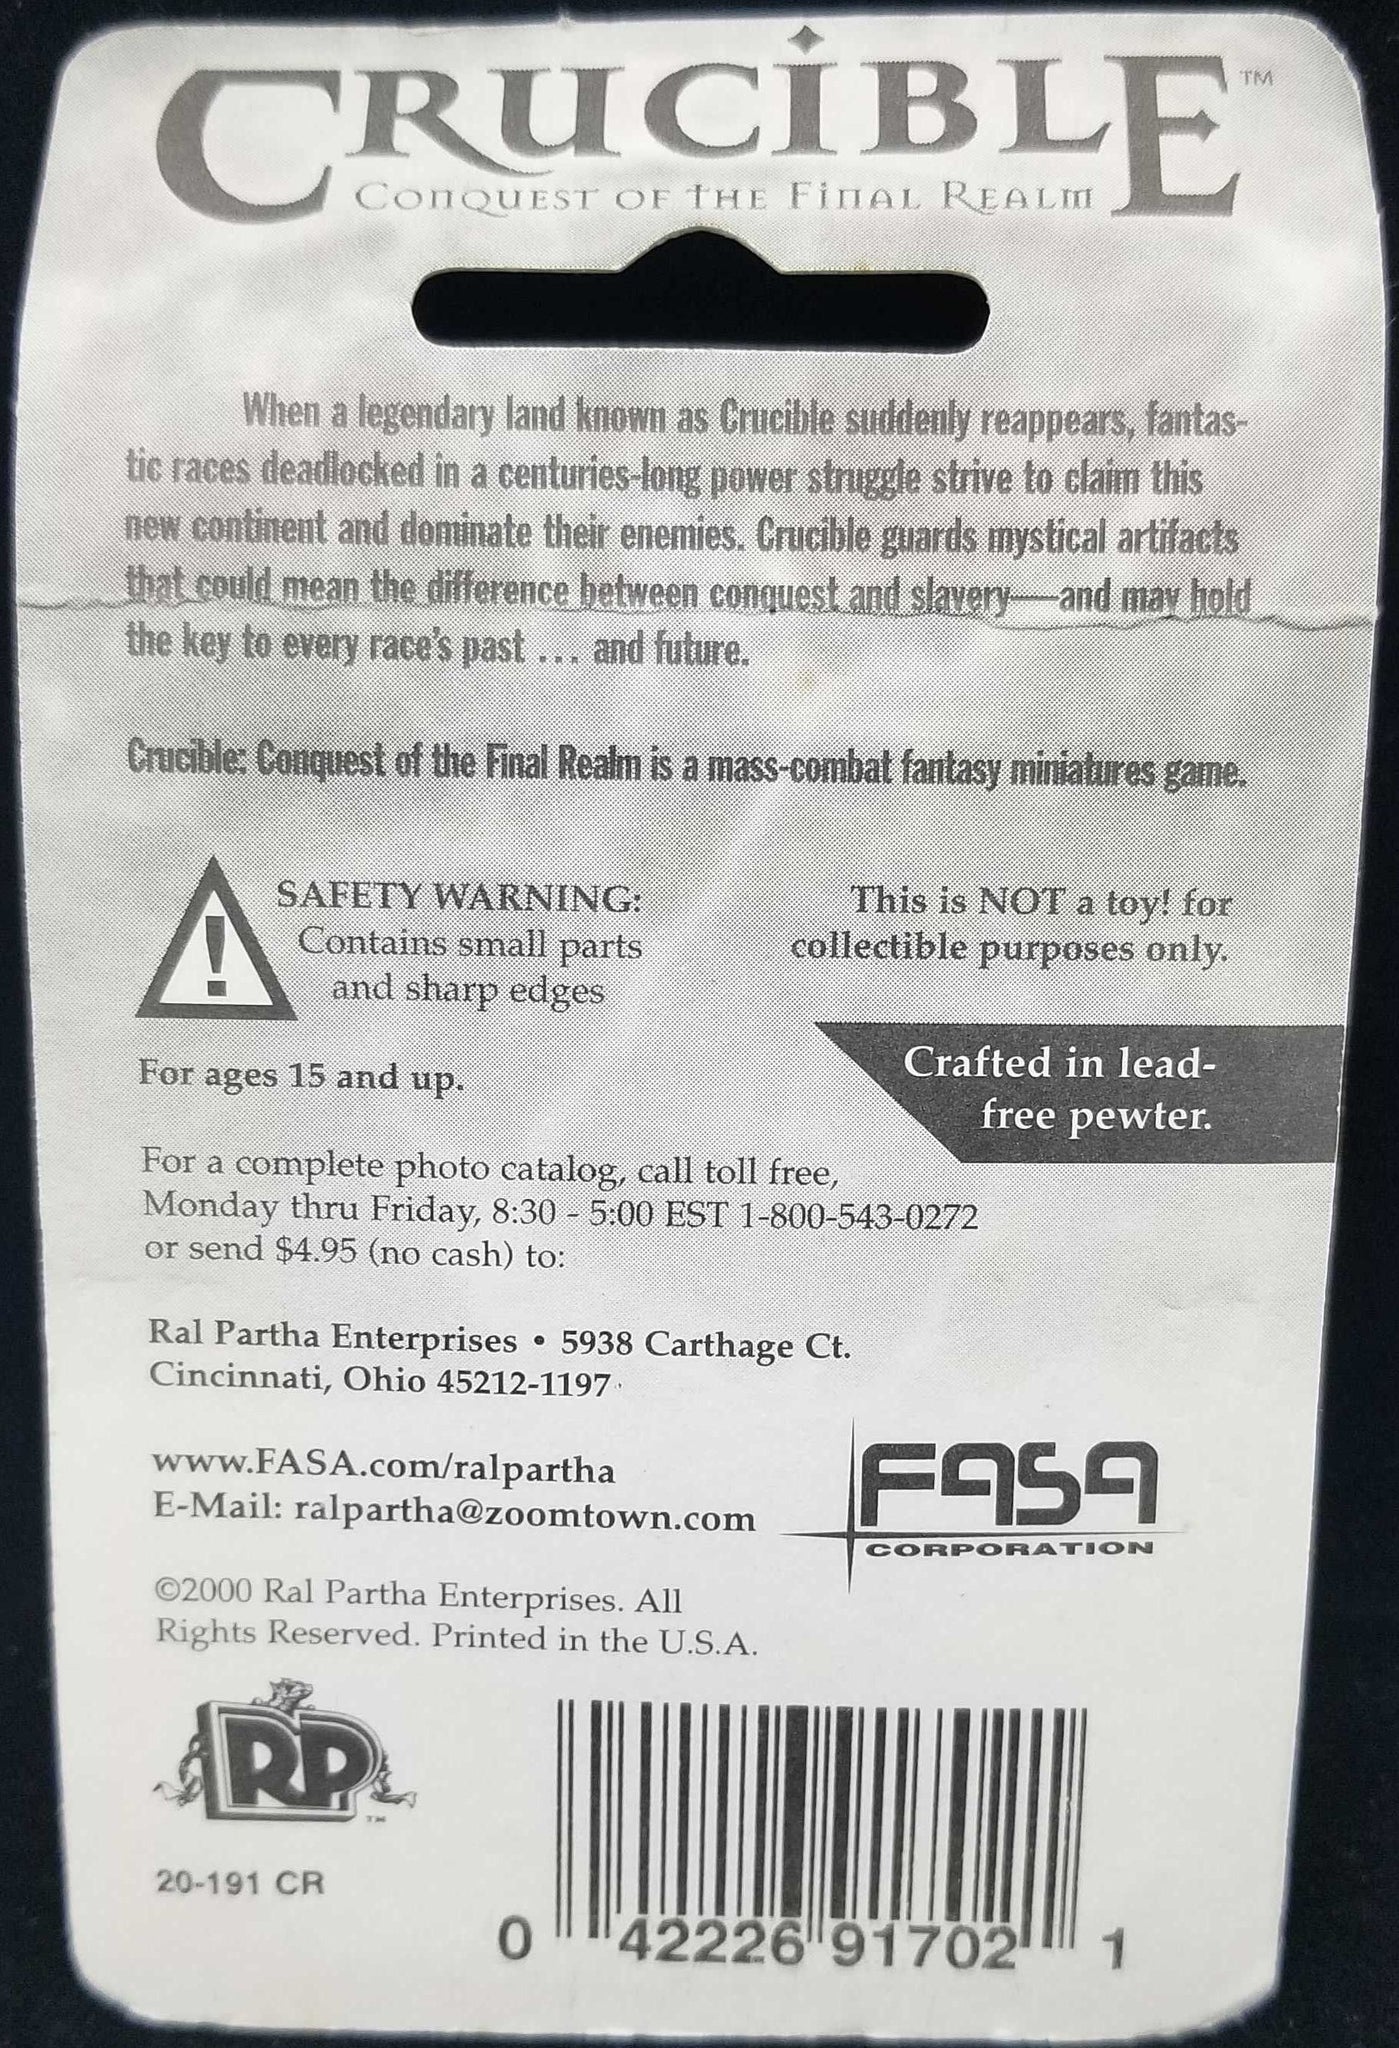 CRUCIBLE™
CONQUEST OF THE FINAL REALM
When a legendary land known as Crucible suddenly reappears, fantas-
tic races deadlocked in a centuries-long power struggle strive to claim this
new continent and dominate their enemies. Crucible guards mystical artifacts
that could mean the difference between conquest and slavery—and may hold
the key to every race's past ... and future.
Crucible: Conquest of the Final Realm is a mass-combat fantasy miniatures game.
SAFETY WARNING:
Contains small parts
and sharp edges
This is NOT a toy! for
collectible purposes only.
For ages 15 and up.
Crafted in lead-
free pewter.
For a complete photo catalog, call toll free,
Monday thru Friday, 8:30 - 5:00 EST 1-800-543-0272
or send $4.95 (no cash) to:
Ral Partha Enterprises • 5938 Carthage Ct.
Cincinnati, Ohio 45212-1197
www.FASA.com/ralpartha
E-Mail: ralpartha@zoomtown.com
FASA
CORPORATION
©2000 Ral Partha Enterprises. All
Rights Reserved. Printed in the U.S.A.
RP™
20-191 CR
0 42226 91702 1